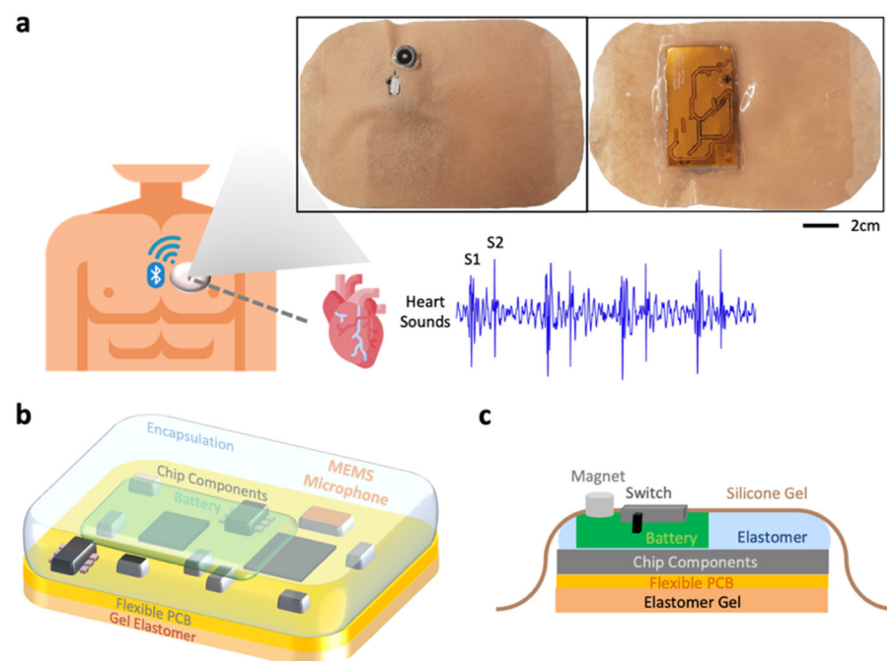 a
2cm
S1
S2
Heart
Sounds
b
Encapsulation
Chip Components
Battery
MEMS
Microphone
Flexible PCB
Gel Elastomer
c
Magnet
Switch
Silicone Gel
Battery
Elastomer
Chip Components
Flexible PCB
Elastomer Gel